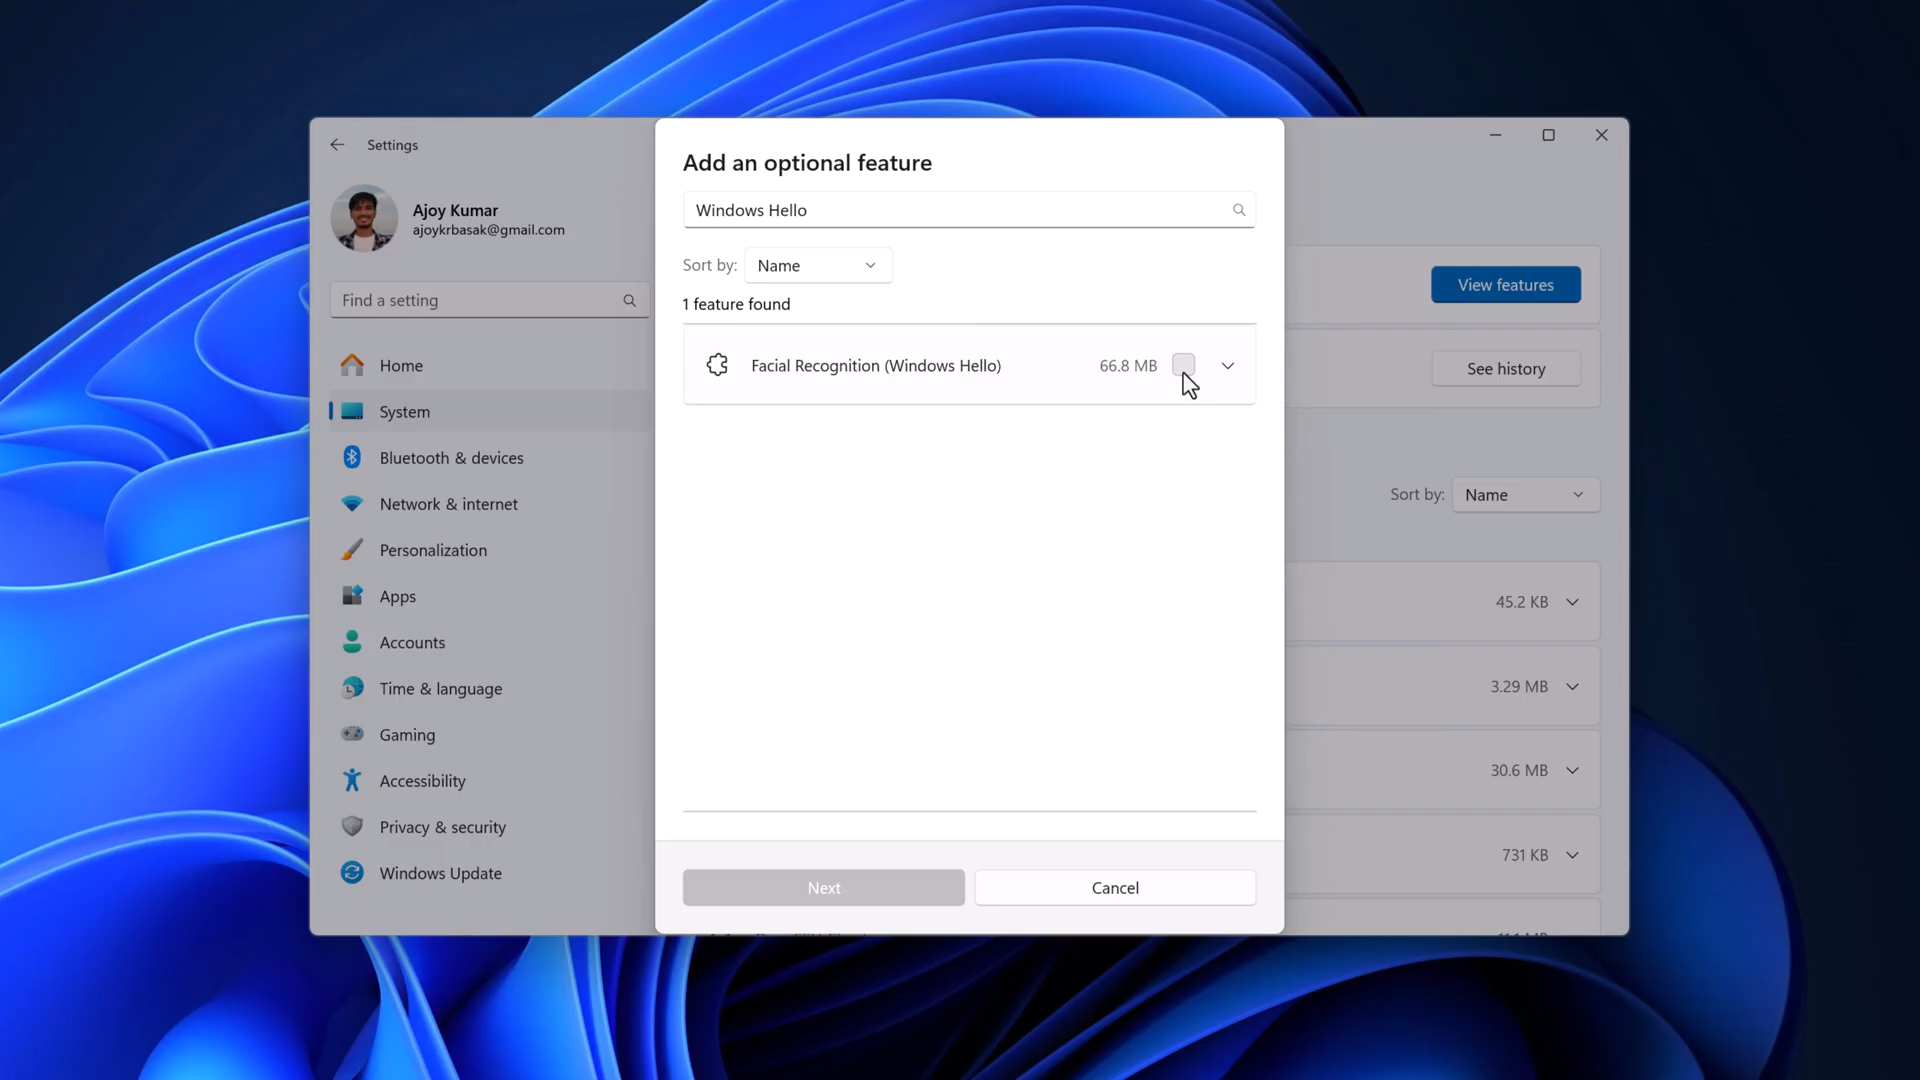 Settings
Ajoy Kumar
ajoykrbasak@gmail.com
Find a setting
Home
System
Bluetooth & devices
Network & internet
Personalization
Apps
Accounts
Time & language
Gaming
Accessibility
Privacy & security
Windows Update
Add an optional feature
Windows Hello
Sort by: Name
1 feature found
Facial Recognition (Windows Hello) 66.8 MB
Next Cancel
View features
See history
Sort by: Name
45.2 KB
3.29 MB
30.6 MB
731 KB